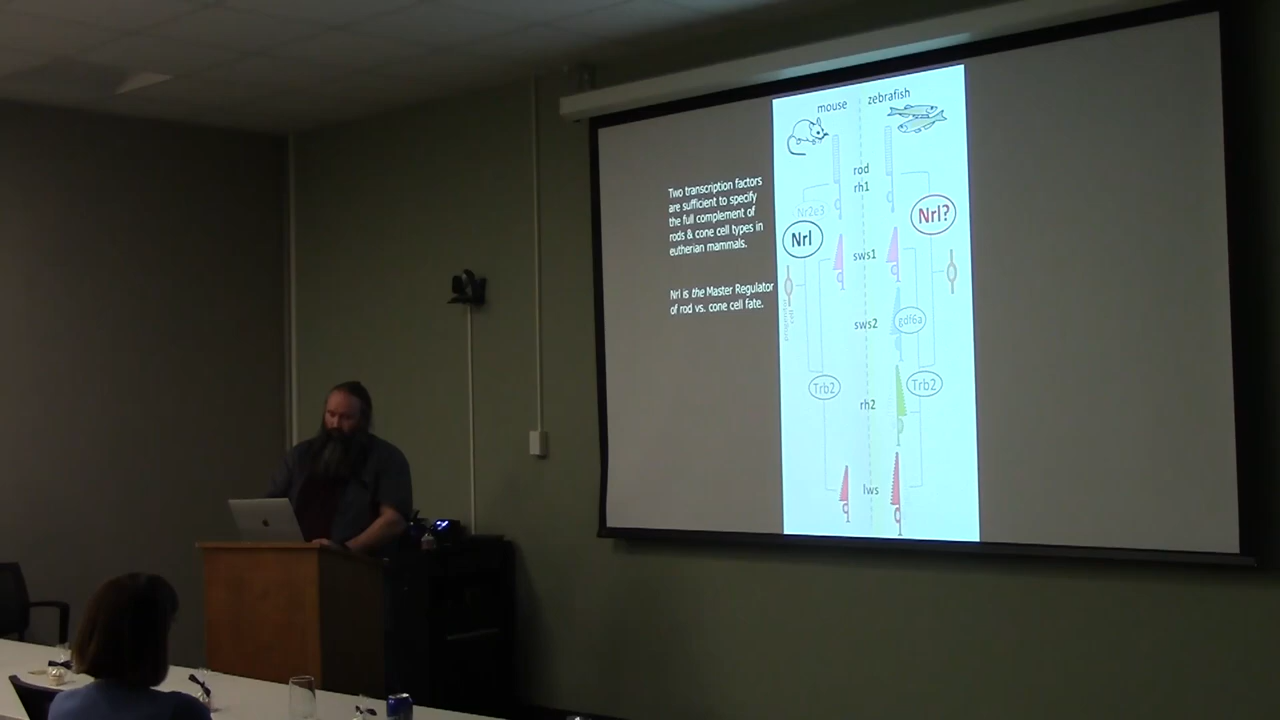 Two transcription factors
are sufficient to specify
the full complement of
rods & cone cell types in
eutherian mammals.
Nrl is the Master Regulator
of rod vs. cone cell fate.
mouse
zebrafish
rod
rh1
Nr2e3
Nrl
Nrl?
sws1
sws2
gdf6a
Trb2
Trb2
rh2
lws